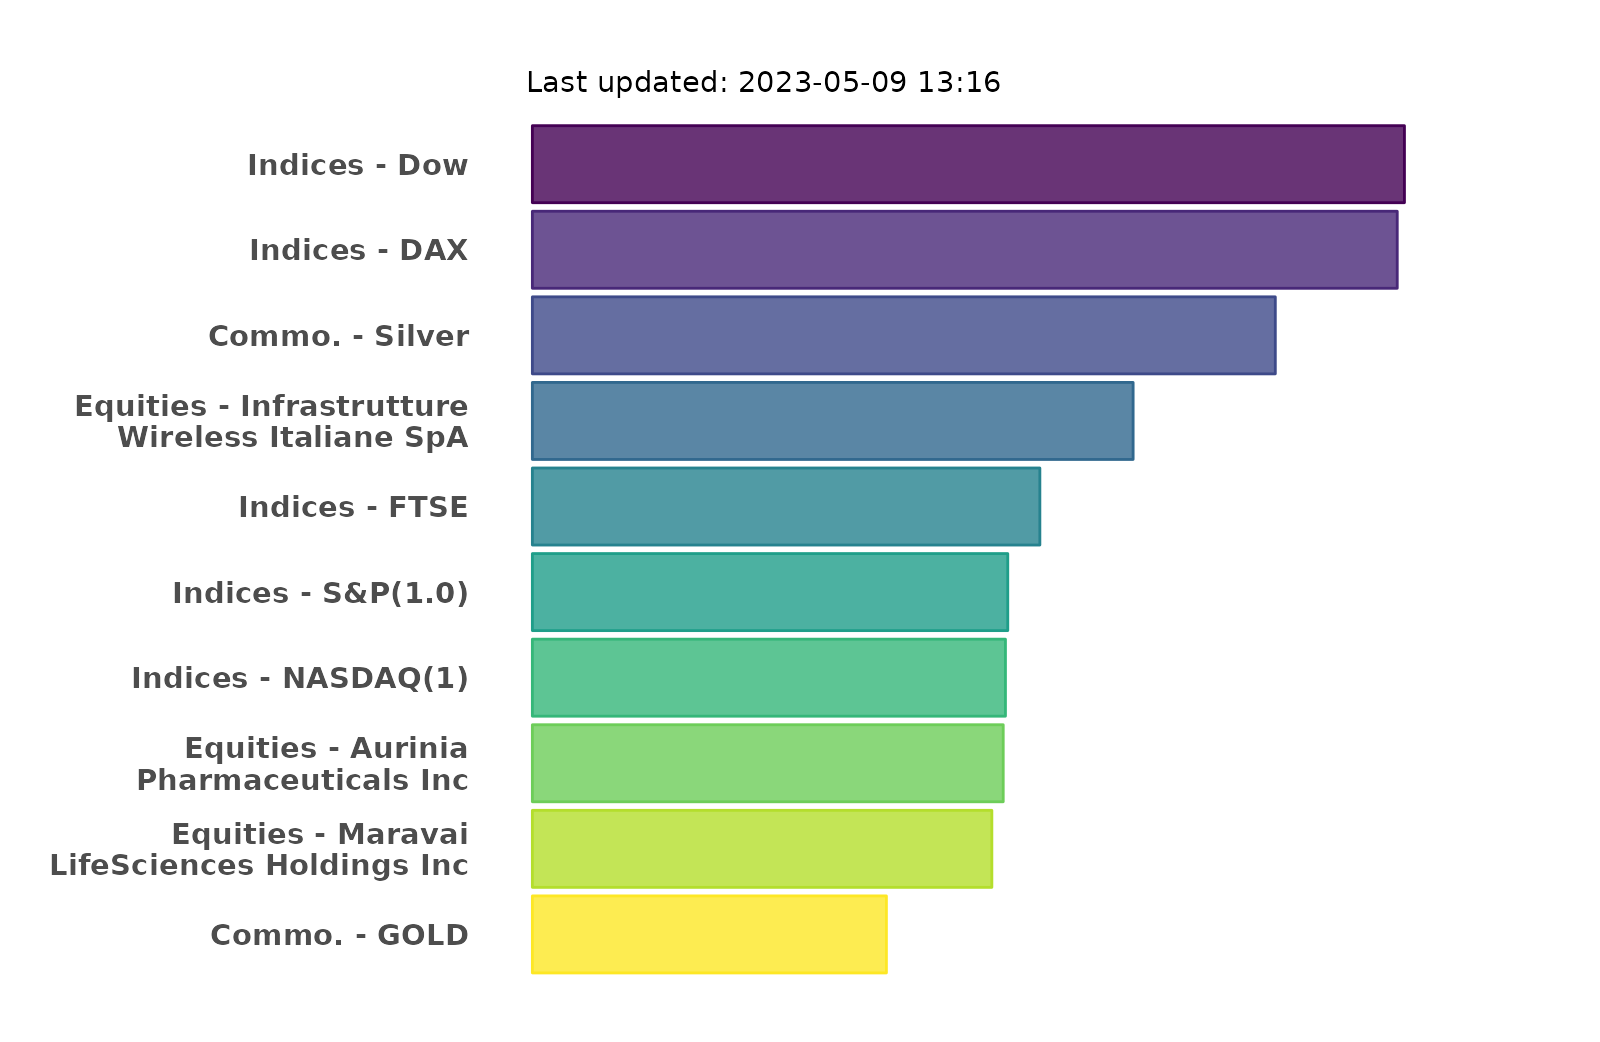 Last updated: 2023-05-09 13:16
Indices - Dow
Indices - DAX
Commo. - Silver
Equities - Infrastrutture
Wireless Italiane SpA
Indices - FTSE
Indices - S&P(1.0)
Indices - NASDAQ(1)
Equities - Aurinia
Pharmaceuticals Inc
Equities - Maravai
LifeSciences Holdings Inc
Commo. - GOLD